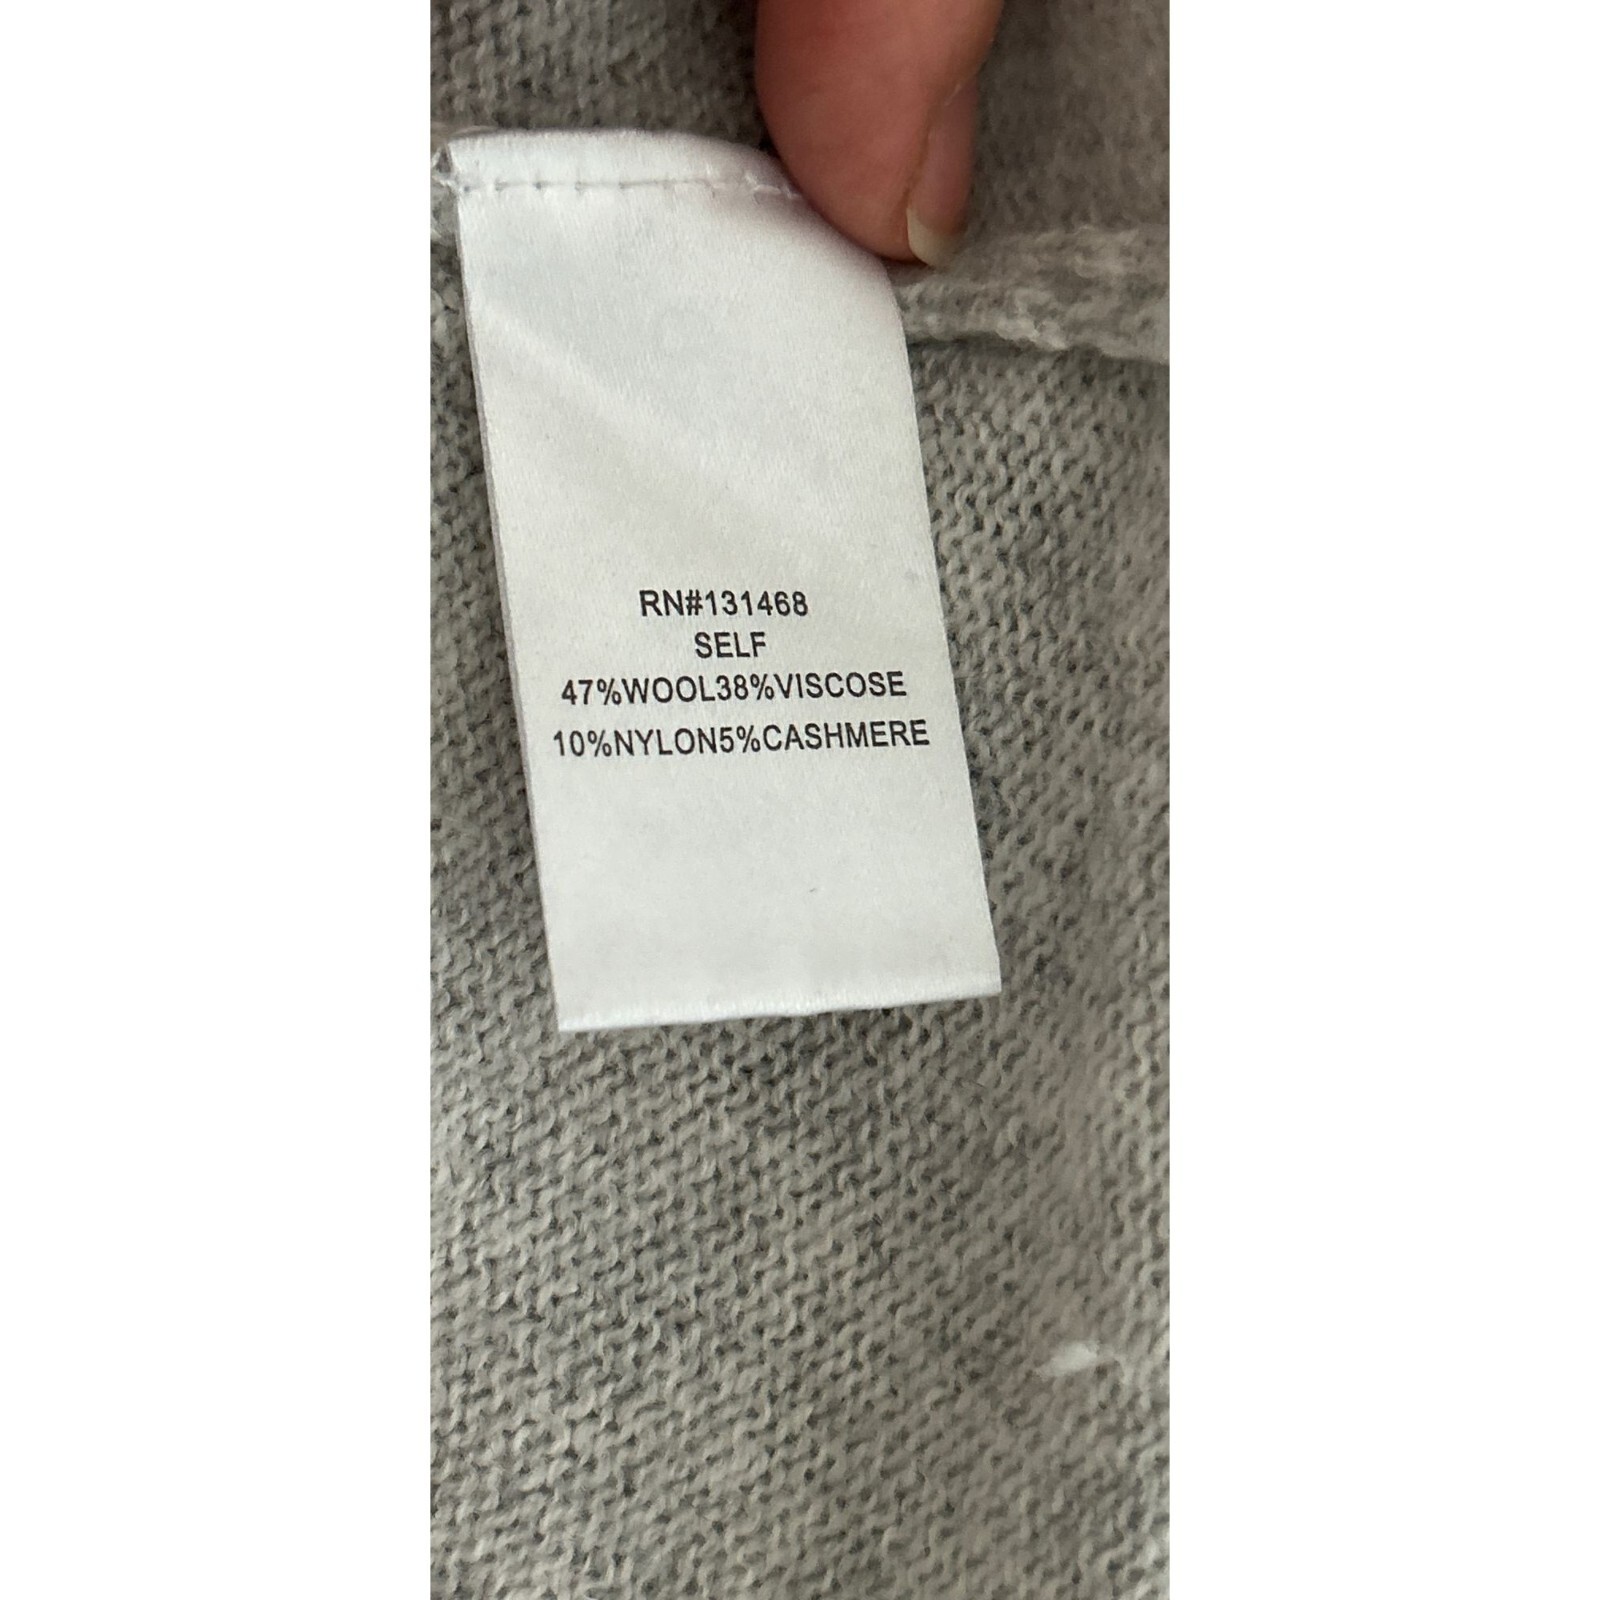 RN#131468
SELF
47%WOOL38%VISCOSE
10%NYLON5%CASHMERE